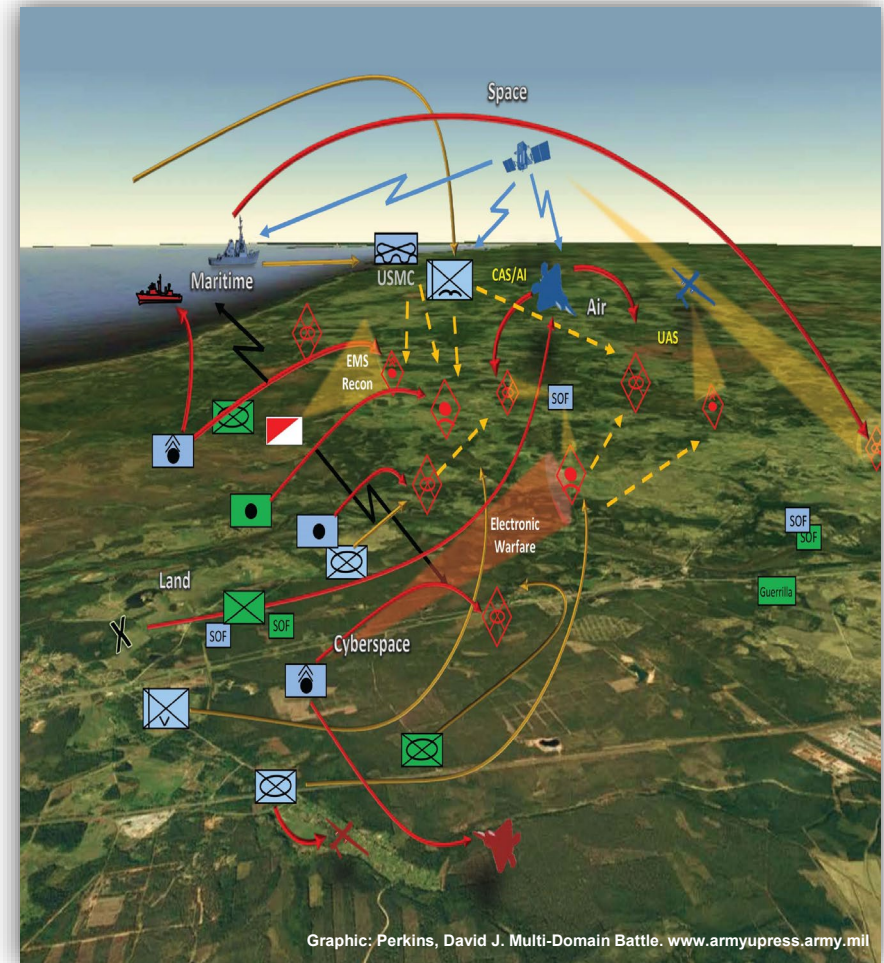 Space
USMC
CAS/AI
Maritime
Air
UAS
EMS
Recon
SOF
Electronic
Warfare
SOF
SOF
Land
Guerrilla
SOF
SOF
Cyberspace
Graphic: Perkins, David J. Multi-Domain Battle. www.armyupress.army.mil